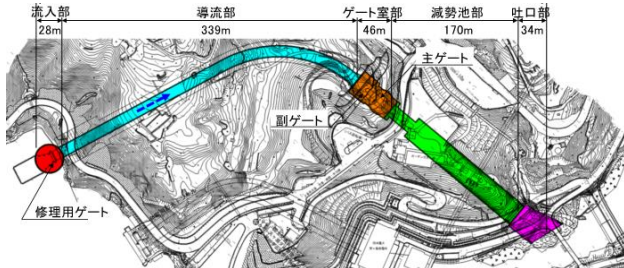 流入部 導流部 ゲート室部 減勢池部 吐口部
28m 339m 46m 170m 34m
主ゲート
副ゲート
修理用ゲート